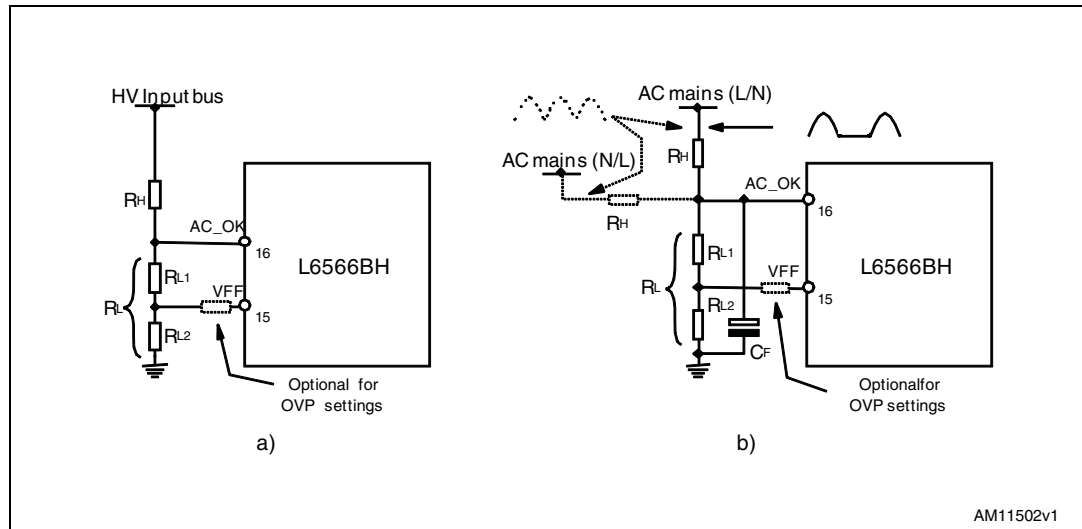 HV Input bus
RH
AC_OK
16
RL1
RL
VFF
15
RL2
L6566BH
Optional for
OVP settings
a)
AC mains (L/N)
RH
AC mains (N/L)
RH
AC_OK
16
RL1
RL
VFF
15
RL2
CF
L6566BH
Optionalfor
OVP settings
b)
AM11502v1